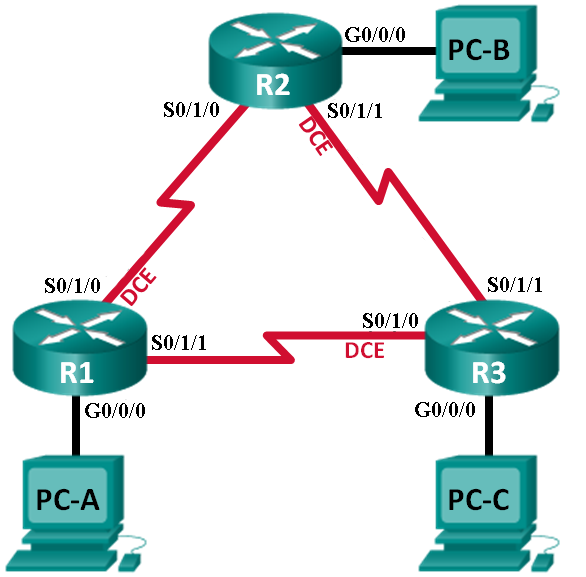 G0/0/0
PC-B
R2
S0/1/0
S0/1/1
DCE
S0/1/0
DCE
S0/1/1
R1
S0/1/1
S0/1/0
DCE
R3
G0/0/0
G0/0/0
PC-A
PC-C